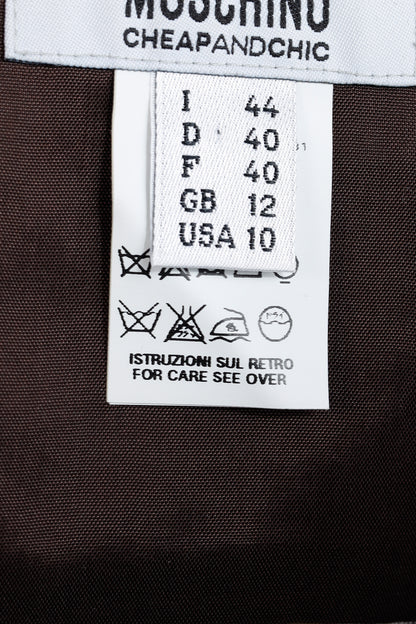 MOSCHINO
CHEAPANDCHIC
I 44
D 40
F 40
GB 12
USA 10
ISTRUZIONI SUL RETRO
FOR CARE SEE OVER